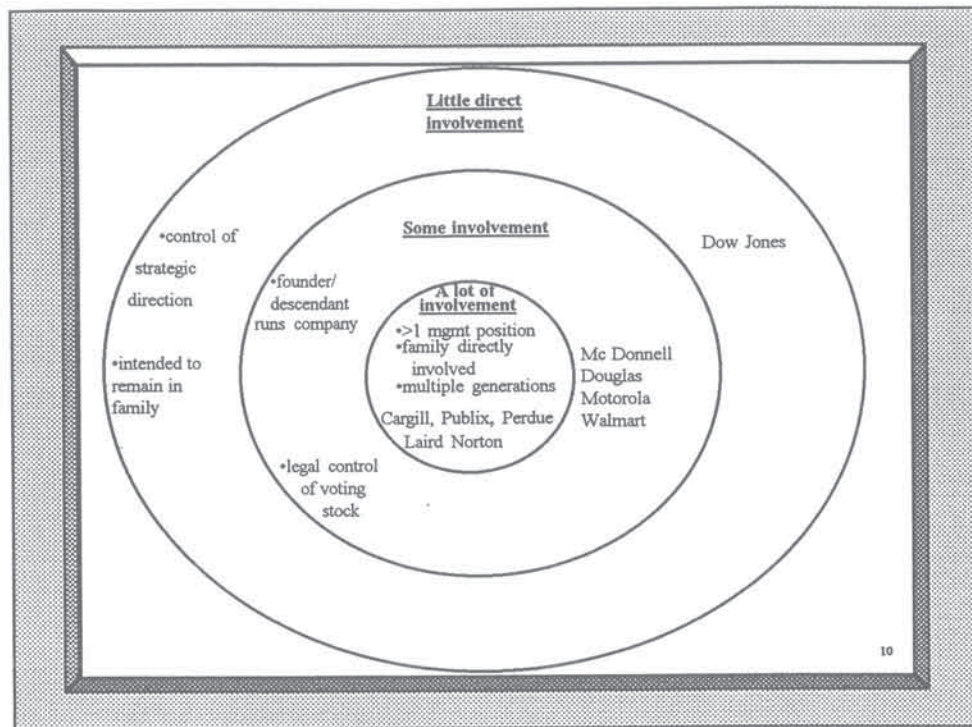 Little direct
involvement
Some involvement
•control of
strategic
direction
Dow Jones
•founder/
descendant
runs company
A lot of
involvement
•>1 mgmt position
•family directly
involved
•multiple generations
•intended to
remain in
family
Mc Donnell
Douglas
Motorola
Walmart
Cargill, Publix, Perdue
Laird Norton
•legal control
of voting
stock
10